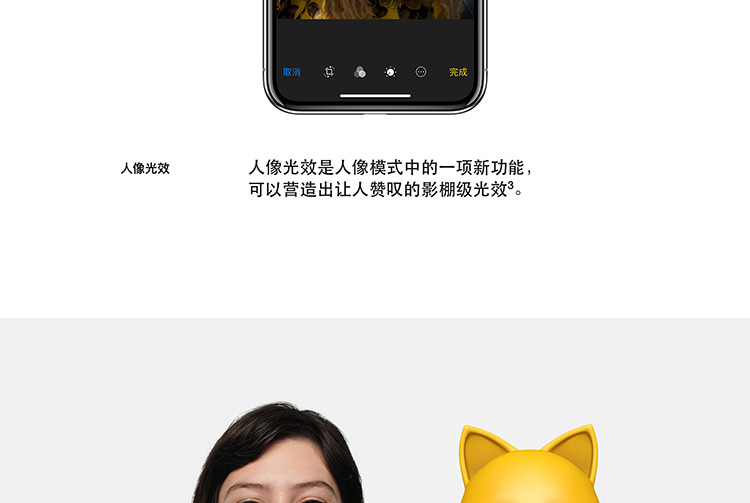 取消 完成
人像光效
人像光效是人像模式中的一项新功能，
可以营造出让人赞叹的影棚级光效³。